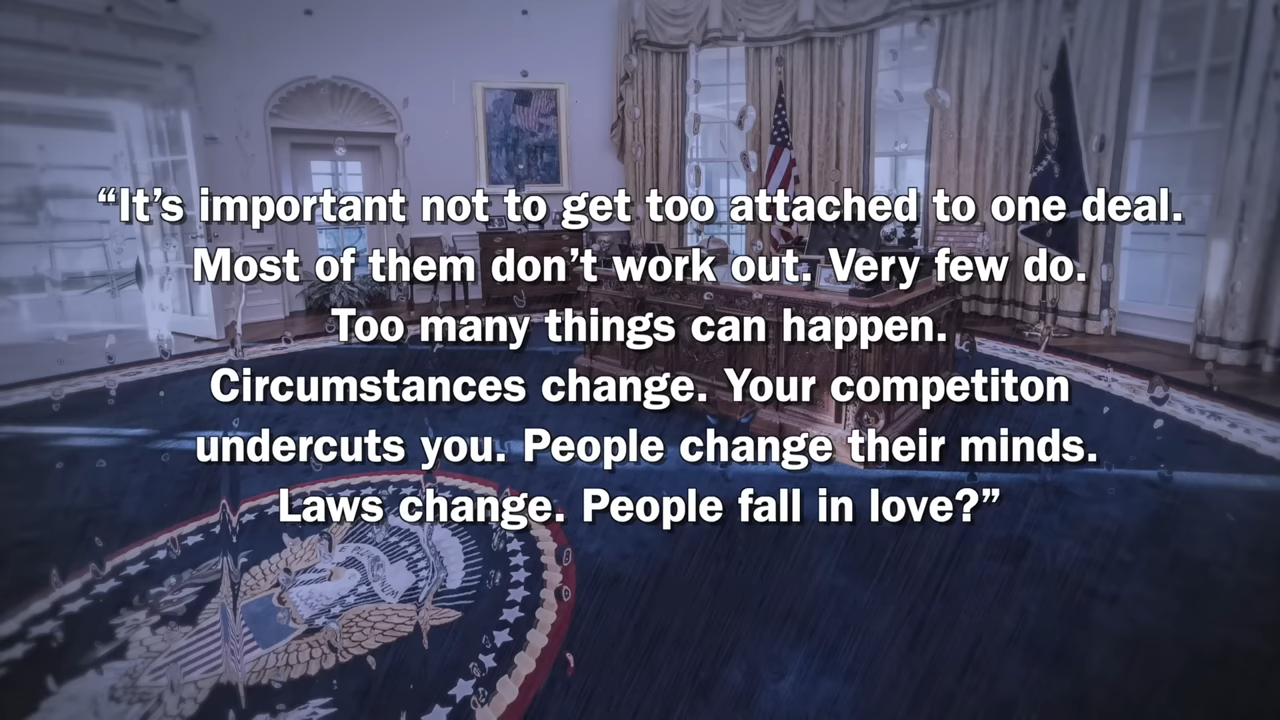 “It’s important not to get too attached to one deal.
Most of them don’t work out. Very few do.
Too many things can happen.
Circumstances change. Your competiton
undercuts you. People change their minds.
Laws change. People fall in love?”